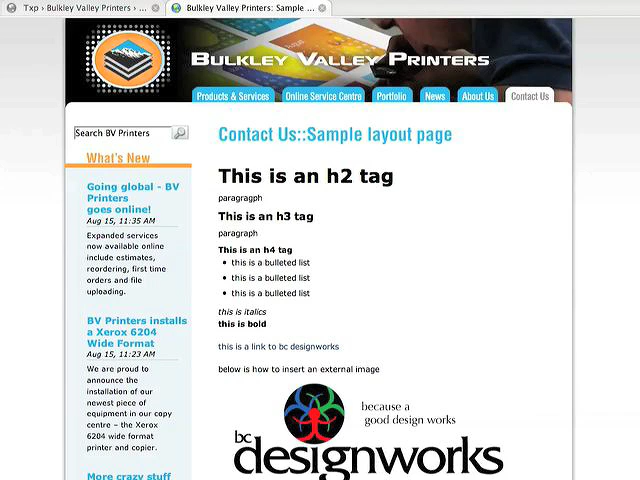 Txp › Bulkley Valley Printers › ...
Bulkley Valley Printers: Sample ...
BULKLEY VALLEY PRINTERS
Products & Services
Online Service Centre
Portfolio
News
About Us
Contact Us
Search BV Printers
What's New
Going global - BV
Printers
goes online!
Aug 15, 11:35 AM
Expanded services
now available online
include estimates,
reordering, first time
orders and file
uploading.
BV Printers installs
a Xerox 6204
Wide Format
Aug 15, 11:23 AM
We are proud to
announce the
installation of our
newest piece of
equipment in our copy
centre – the Xerox
6204 wide format
printer and copier.
More crazy stuff
Contact Us::Sample layout page
This is an h2 tag
paragragph
This is an h3 tag
paragraph
This is an h4 tag
• this is a bulleted list
• this is a bulleted list
• this is a bulleted list
this is italics
this is bold
this is a link to bc designworks
below is how to insert an external image
because a
good design works
bc
designworks